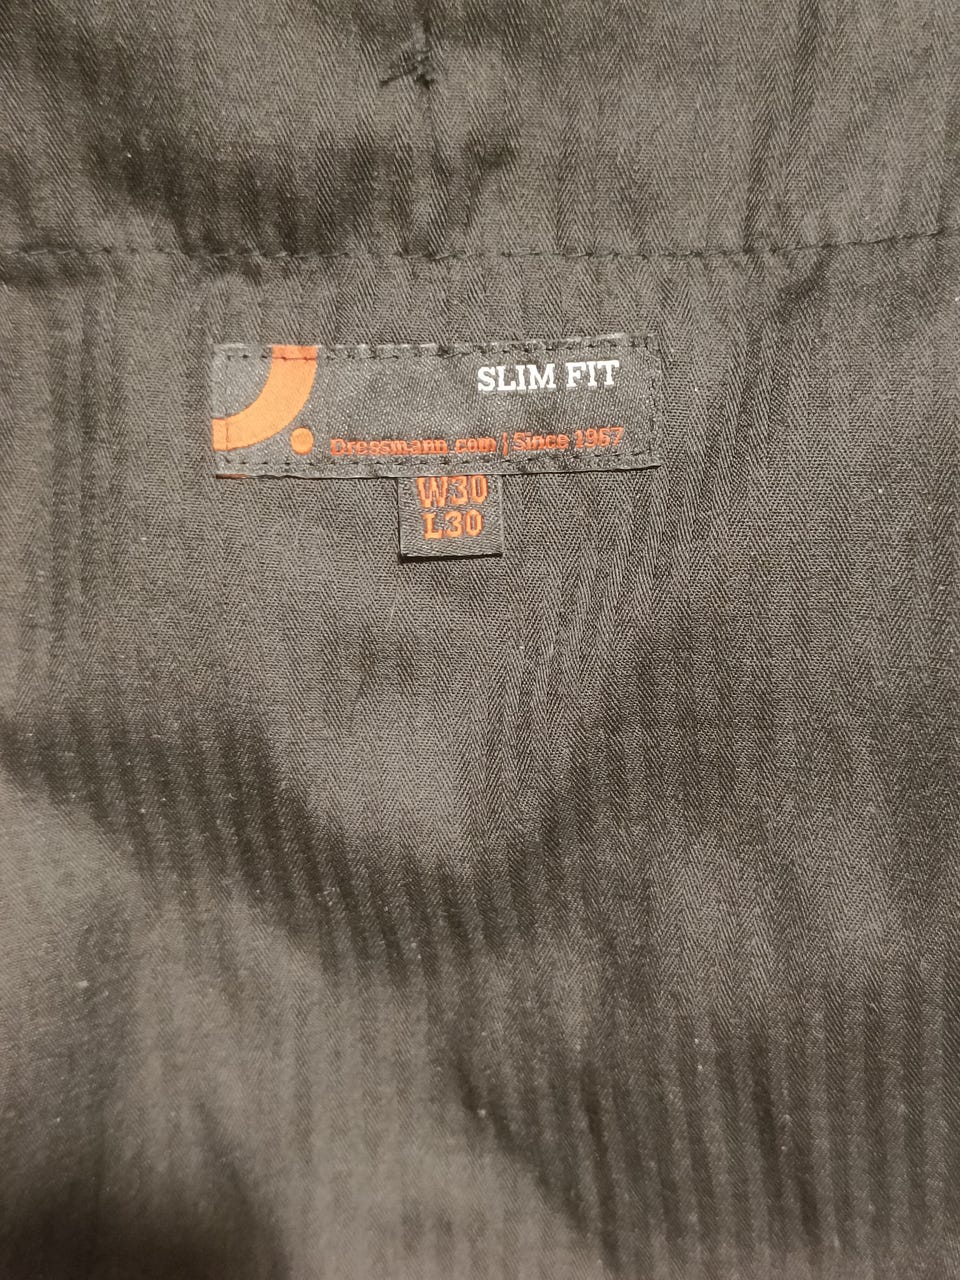 SLIM FIT
Dressmann.com | Since 1967
W30
L30